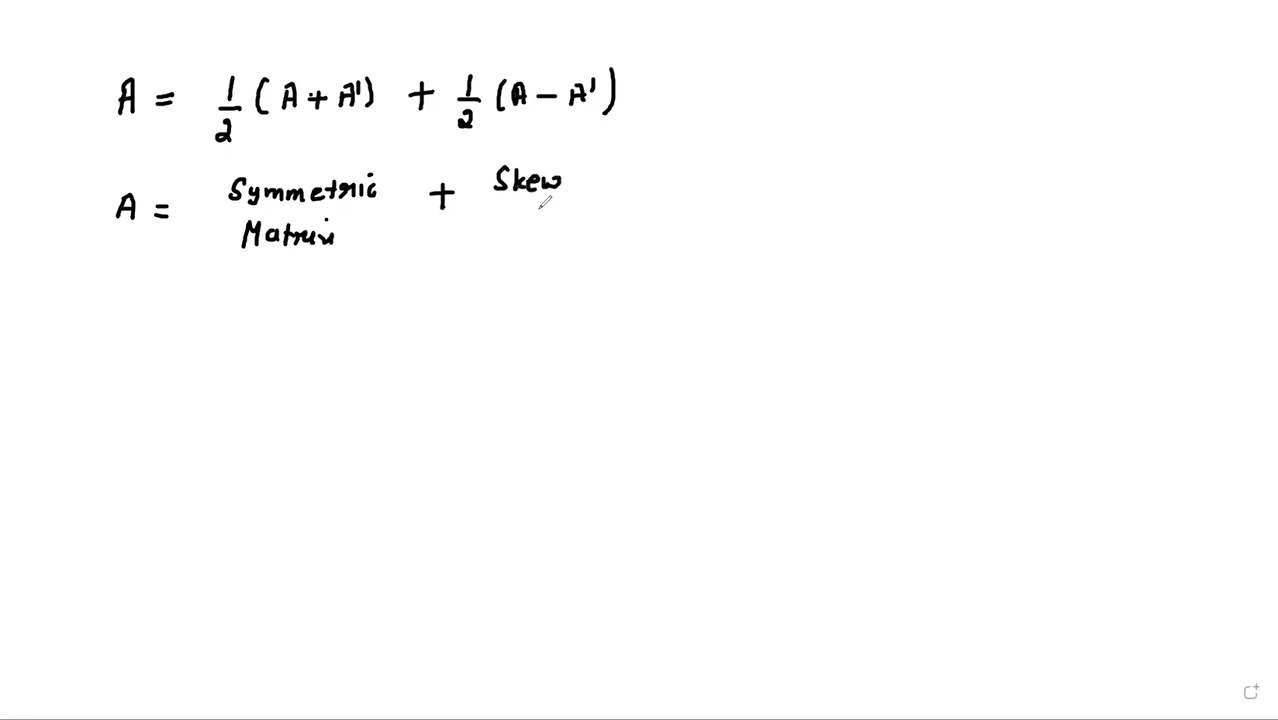 A = 1/2 (A + A') + 1/2 (A - A')
A = Symmetric + Skew
Matrix